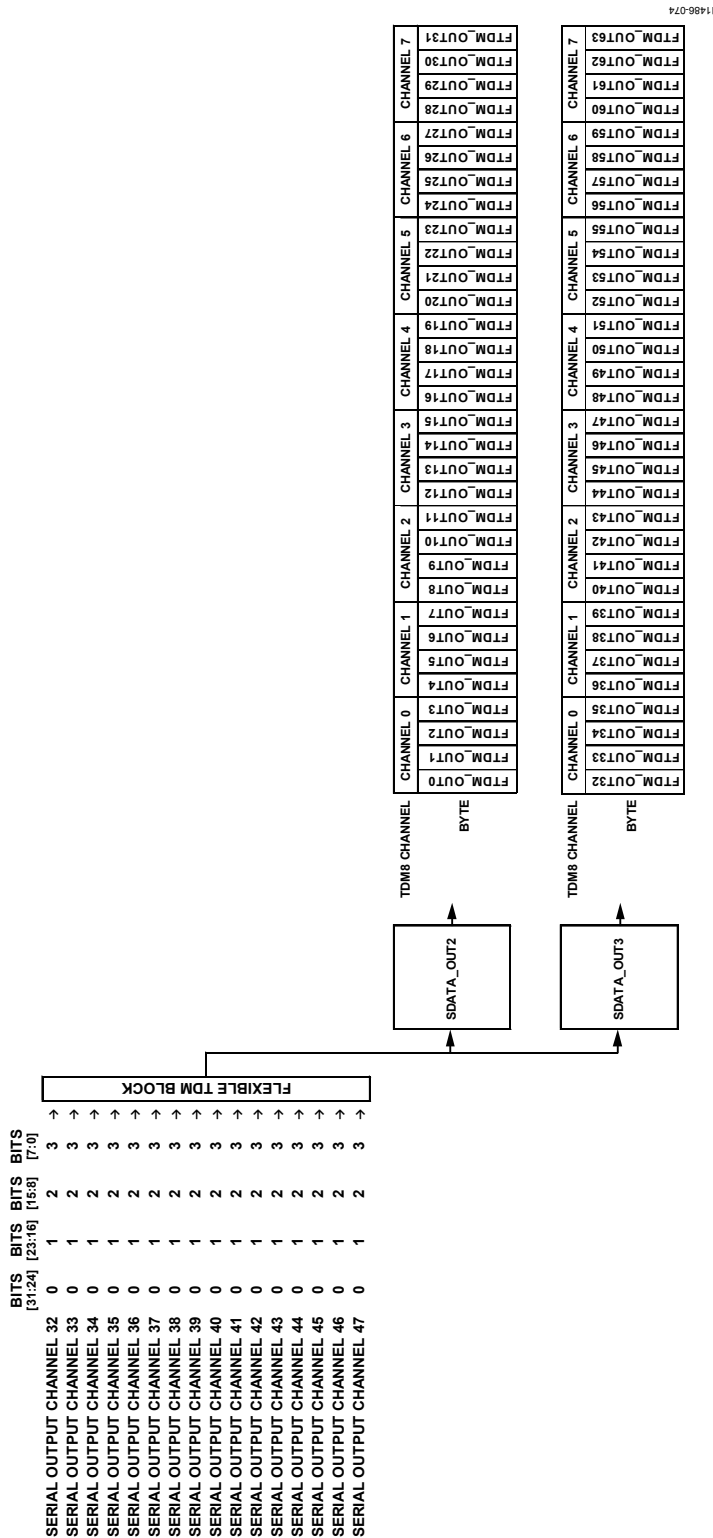 BITS [31:24] BITS [23:16] BITS [15:8] BITS [7:0]
SERIAL OUTPUT CHANNEL 32 0 1 2 3 →
SERIAL OUTPUT CHANNEL 33 0 1 2 3 →
SERIAL OUTPUT CHANNEL 34 0 1 2 3 →
SERIAL OUTPUT CHANNEL 35 0 1 2 3 →
SERIAL OUTPUT CHANNEL 36 0 1 2 3 →
SERIAL OUTPUT CHANNEL 37 0 1 2 3 →
SERIAL OUTPUT CHANNEL 38 0 1 2 3 →
SERIAL OUTPUT CHANNEL 39 0 1 2 3 →
SERIAL OUTPUT CHANNEL 40 0 1 2 3 →
SERIAL OUTPUT CHANNEL 41 0 1 2 3 →
SERIAL OUTPUT CHANNEL 42 0 1 2 3 →
SERIAL OUTPUT CHANNEL 43 0 1 2 3 →
SERIAL OUTPUT CHANNEL 44 0 1 2 3 →
SERIAL OUTPUT CHANNEL 45 0 1 2 3 →
SERIAL OUTPUT CHANNEL 46 0 1 2 3 →
SERIAL OUTPUT CHANNEL 47 0 1 2 3 →
FLEXIBLE TDM BLOCK
SDATA_OUT2
TDM8 CHANNEL
CHANNEL 0
CHANNEL 1
CHANNEL 2
CHANNEL 3
CHANNEL 4
CHANNEL 5
CHANNEL 6
CHANNEL 7
BYTE
FTDM_OUT0
FTDM_OUT1
FTDM_OUT2
FTDM_OUT3
FTDM_OUT4
FTDM_OUT5
FTDM_OUT6
FTDM_OUT7
FTDM_OUT8
FTDM_OUT9
FTDM_OUT10
FTDM_OUT11
FTDM_OUT12
FTDM_OUT13
FTDM_OUT14
FTDM_OUT15
FTDM_OUT16
FTDM_OUT17
FTDM_OUT18
FTDM_OUT19
FTDM_OUT20
FTDM_OUT21
FTDM_OUT22
FTDM_OUT23
FTDM_OUT24
FTDM_OUT25
FTDM_OUT26
FTDM_OUT27
FTDM_OUT28
FTDM_OUT29
FTDM_OUT30
FTDM_OUT31
SDATA_OUT3
TDM8 CHANNEL
CHANNEL 0
CHANNEL 1
CHANNEL 2
CHANNEL 3
CHANNEL 4
CHANNEL 5
CHANNEL 6
CHANNEL 7
BYTE
FTDM_OUT32
FTDM_OUT33
FTDM_OUT34
FTDM_OUT35
FTDM_OUT36
FTDM_OUT37
FTDM_OUT38
FTDM_OUT39
FTDM_OUT40
FTDM_OUT41
FTDM_OUT42
FTDM_OUT43
FTDM_OUT44
FTDM_OUT45
FTDM_OUT46
FTDM_OUT47
FTDM_OUT48
FTDM_OUT49
FTDM_OUT50
FTDM_OUT51
FTDM_OUT52
FTDM_OUT53
FTDM_OUT54
FTDM_OUT55
FTDM_OUT56
FTDM_OUT57
FTDM_OUT58
FTDM_OUT59
FTDM_OUT60
FTDM_OUT61
FTDM_OUT62
FTDM_OUT63